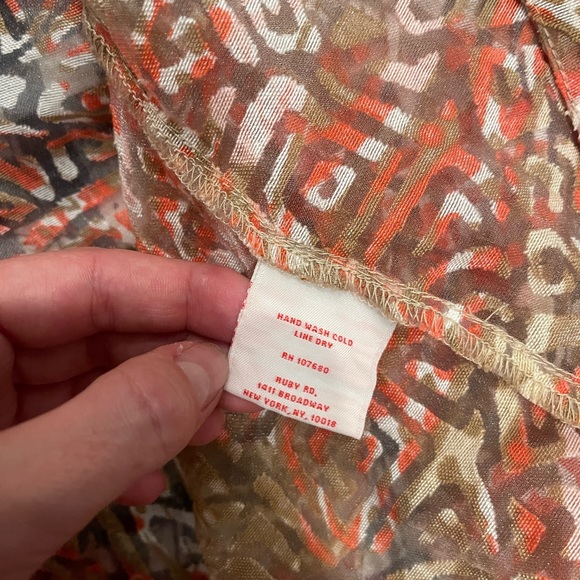 HAND WASH COLD
LINE DRY
RN 107680
RUBY RD.
1411 BROADWAY
NEW YORK, NY. 10018